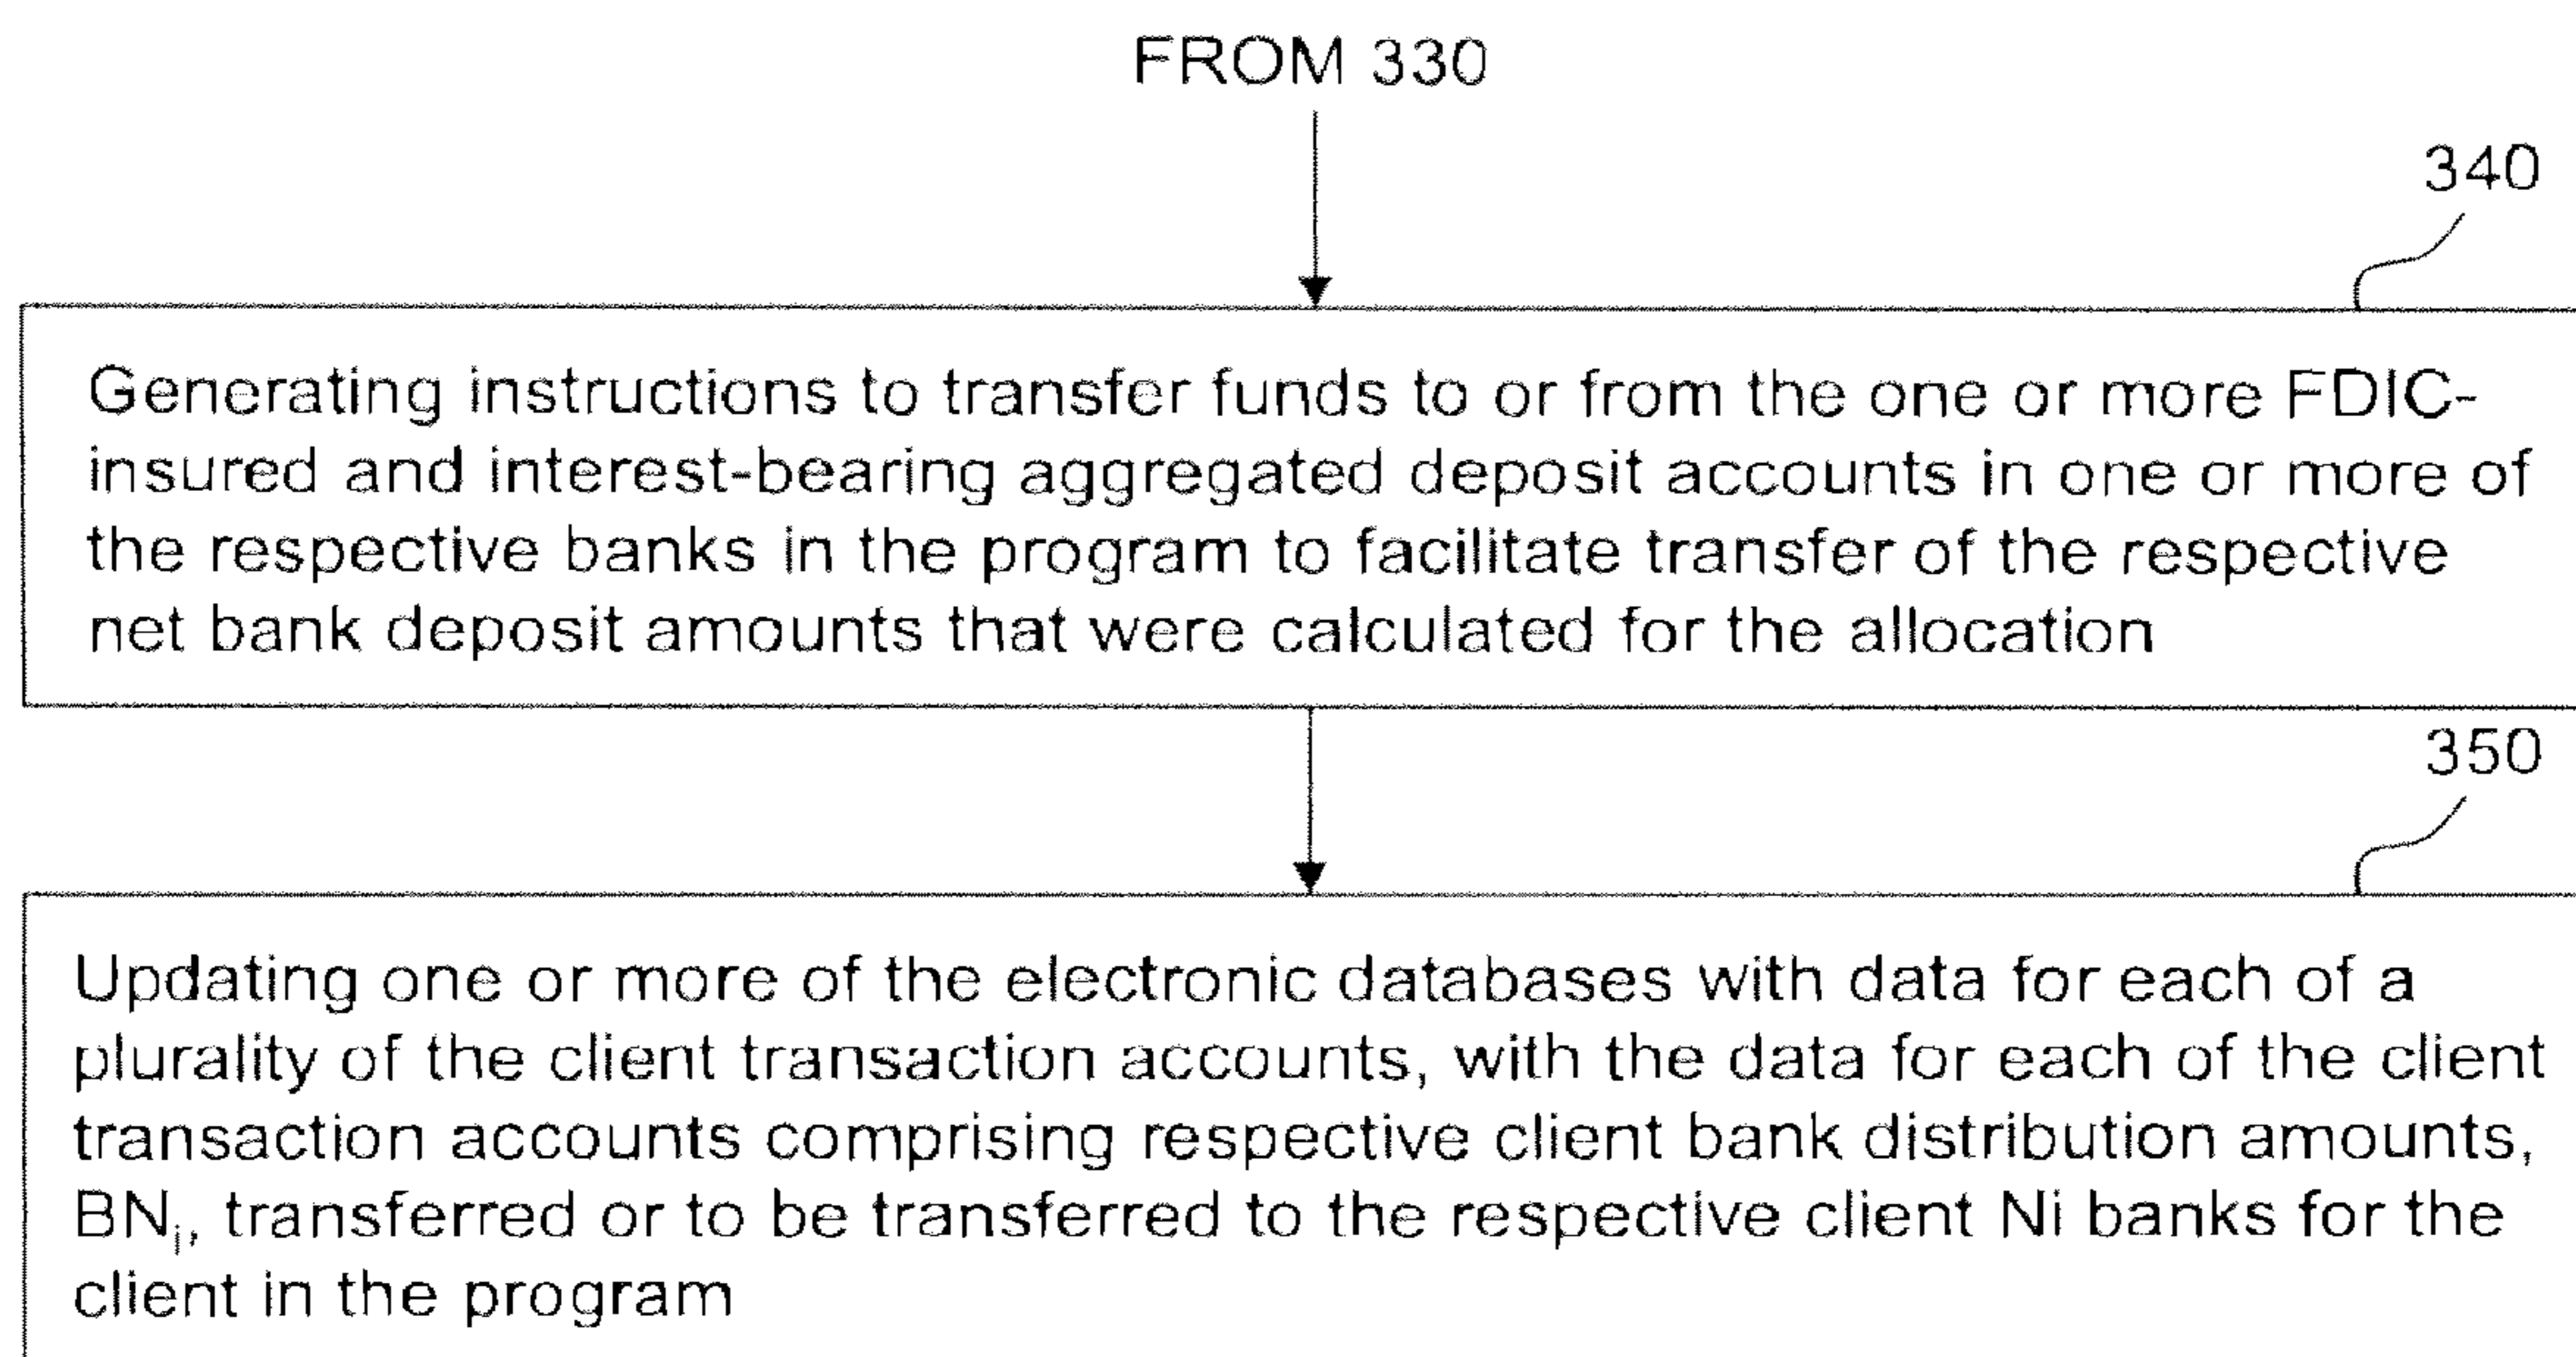 FROM 330
340
Generating instructions to transfer funds to or from the one or more FDIC-
insured and interest-bearing aggregated deposit accounts in one or more of
the respective banks in the program to facilitate transfer of the respective
net bank deposit amounts that were calculated for the allocation
350
Updating one or more of the electronic databases with data for each of a
plurality of the client transaction accounts, with the data for each of the client
transaction accounts comprising respective client bank distribution amounts,
BNi, transferred or to be transferred to the respective client Ni banks for the
client in the program